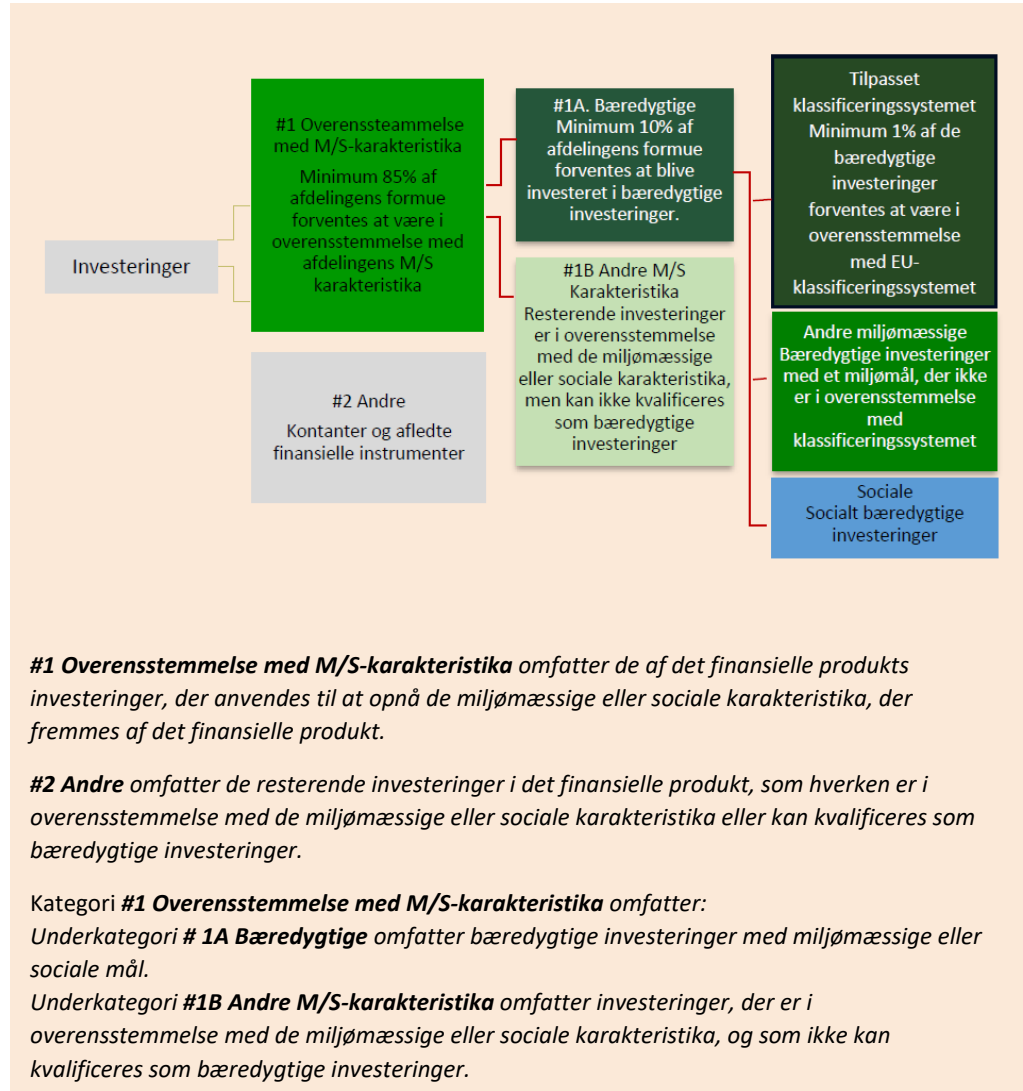 Investeringer
#1 Overenssteammelse
med M/S-karakteristika
Minimum 85% af
afdelingens formue
forventes at være i
overensstemmelse med
afdelingens M/S
karakteristika
#2 Andre
Kontanter og afledte
finansielle instrumenter
#1A. Bæredygtige
Minimum 10% af
afdelingens formue
forventes at blive
investeret i bæredygtige
investeringer.
#1B Andre M/S
Karakteristika
Resterende investeringer
er i overensstemmelse
med de miljømæssige
eller sociale karakteristika,
men kan ikke kvalificeres
som bæredygtige
investeringer
Tilpasset
klassificeringssystemet
Minimum 1% af de
bæredygtige
investeringer
forventes at være i
overensstemmelse
med EU-
klassificeringssystemet
Andre miljømæssige
Bæredygtige investeringer
med et miljømål, der ikke
er i overensstemmelse
med
klassificeringssystemet
Sociale
Socialt bæredygtige
investeringer
#1 Overensstemmelse med M/S-karakteristika omfatter de af det finansielle produkts
investeringer, der anvendes til at opnå de miljømæssige eller sociale karakteristika, der
fremmes af det finansielle produkt.
#2 Andre omfatter de resterende investeringer i det finansielle produkt, som hverken er i
overensstemmelse med de miljømæssige eller sociale karakteristika eller kan kvalificeres som
bæredygtige investeringer.
Kategori #1 Overensstemmelse med M/S-karakteristika omfatter:
Underkategori # 1A Bæredygtige omfatter bæredygtige investeringer med miljømæssige eller
sociale mål.
Underkategori #1B Andre M/S-karakteristika omfatter investeringer, der er i
overensstemmelse med de miljømæssige eller sociale karakteristika, og som ikke kan
kvalificeres som bæredygtige investeringer.